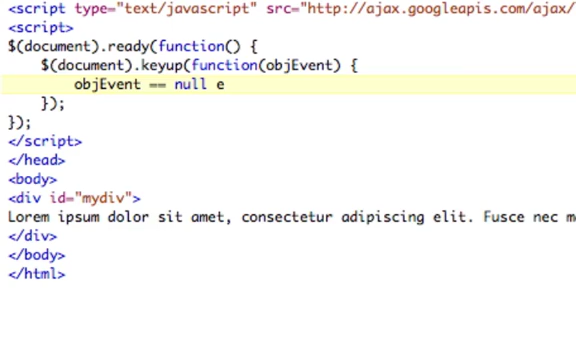 <script type="text/javascript" src="http://ajax.googleapis.com/ajax/
<script>
$(document).ready(function() {
$(document).keyup(function(objEvent) {
objEvent == null e
});
});
</script>
</head>
<body>
<div id="mydiv">
Lorem ipsum dolor sit amet, consectetur adipiscing elit. Fusce nec m
</div>
</body>
</html>